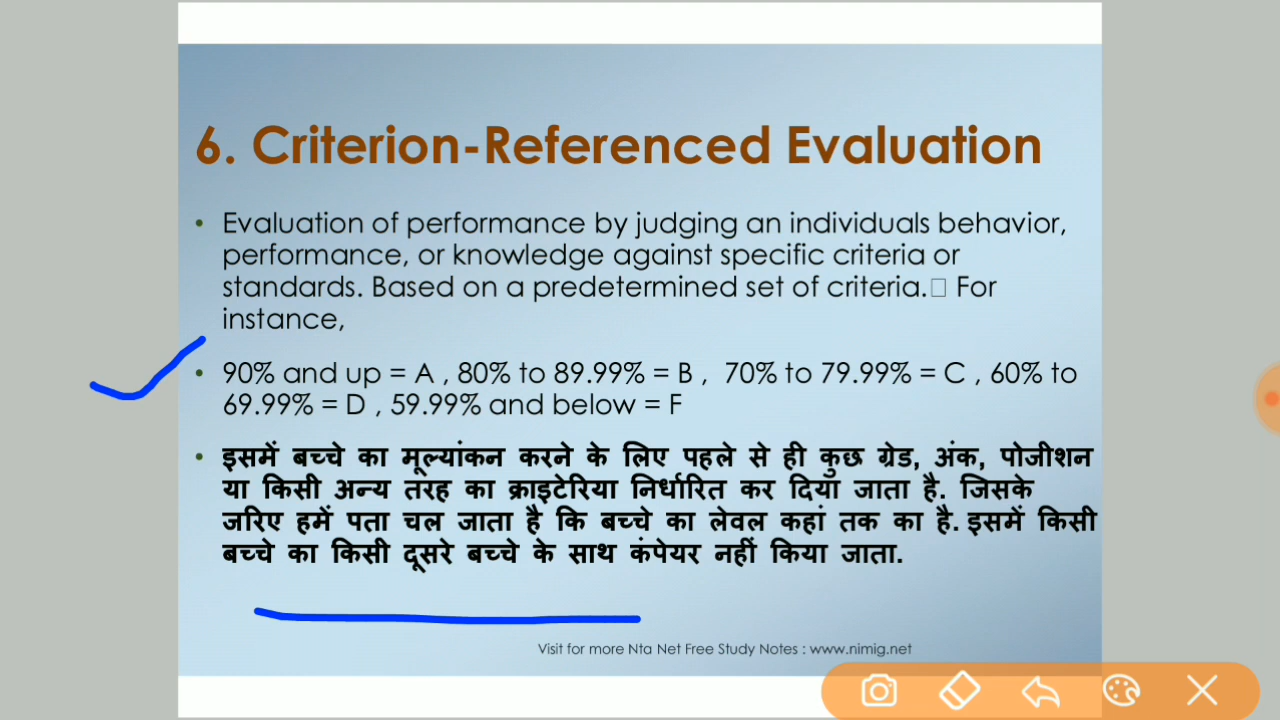 6. Criterion-Referenced Evaluation
• Evaluation of performance by judging an individuals behavior,
performance, or knowledge against specific criteria or
standards. Based on a predetermined set of criteria.□ For
instance,
• 90% and up = A , 80% to 89.99% = B , 70% to 79.99% = C , 60% to
69.99% = D , 59.99% and below = F
• इसमें बच्चे का मूल्यांकन करने के लिए पहले से ही कुछ ग्रेड, अंक, पोजीशन
या किसी अन्य तरह का क्राइटेरिया निर्धारित कर दिया जाता है. जिसके
जरिए हमें पता चल जाता है कि बच्चे का लेवल कहां तक का है. इसमें किसी
बच्चे का किसी दूसरे बच्चे के साथ कंपेयर नहीं किया जाता.
Visit for more Nta Net Free Study Notes : www.nimig.net